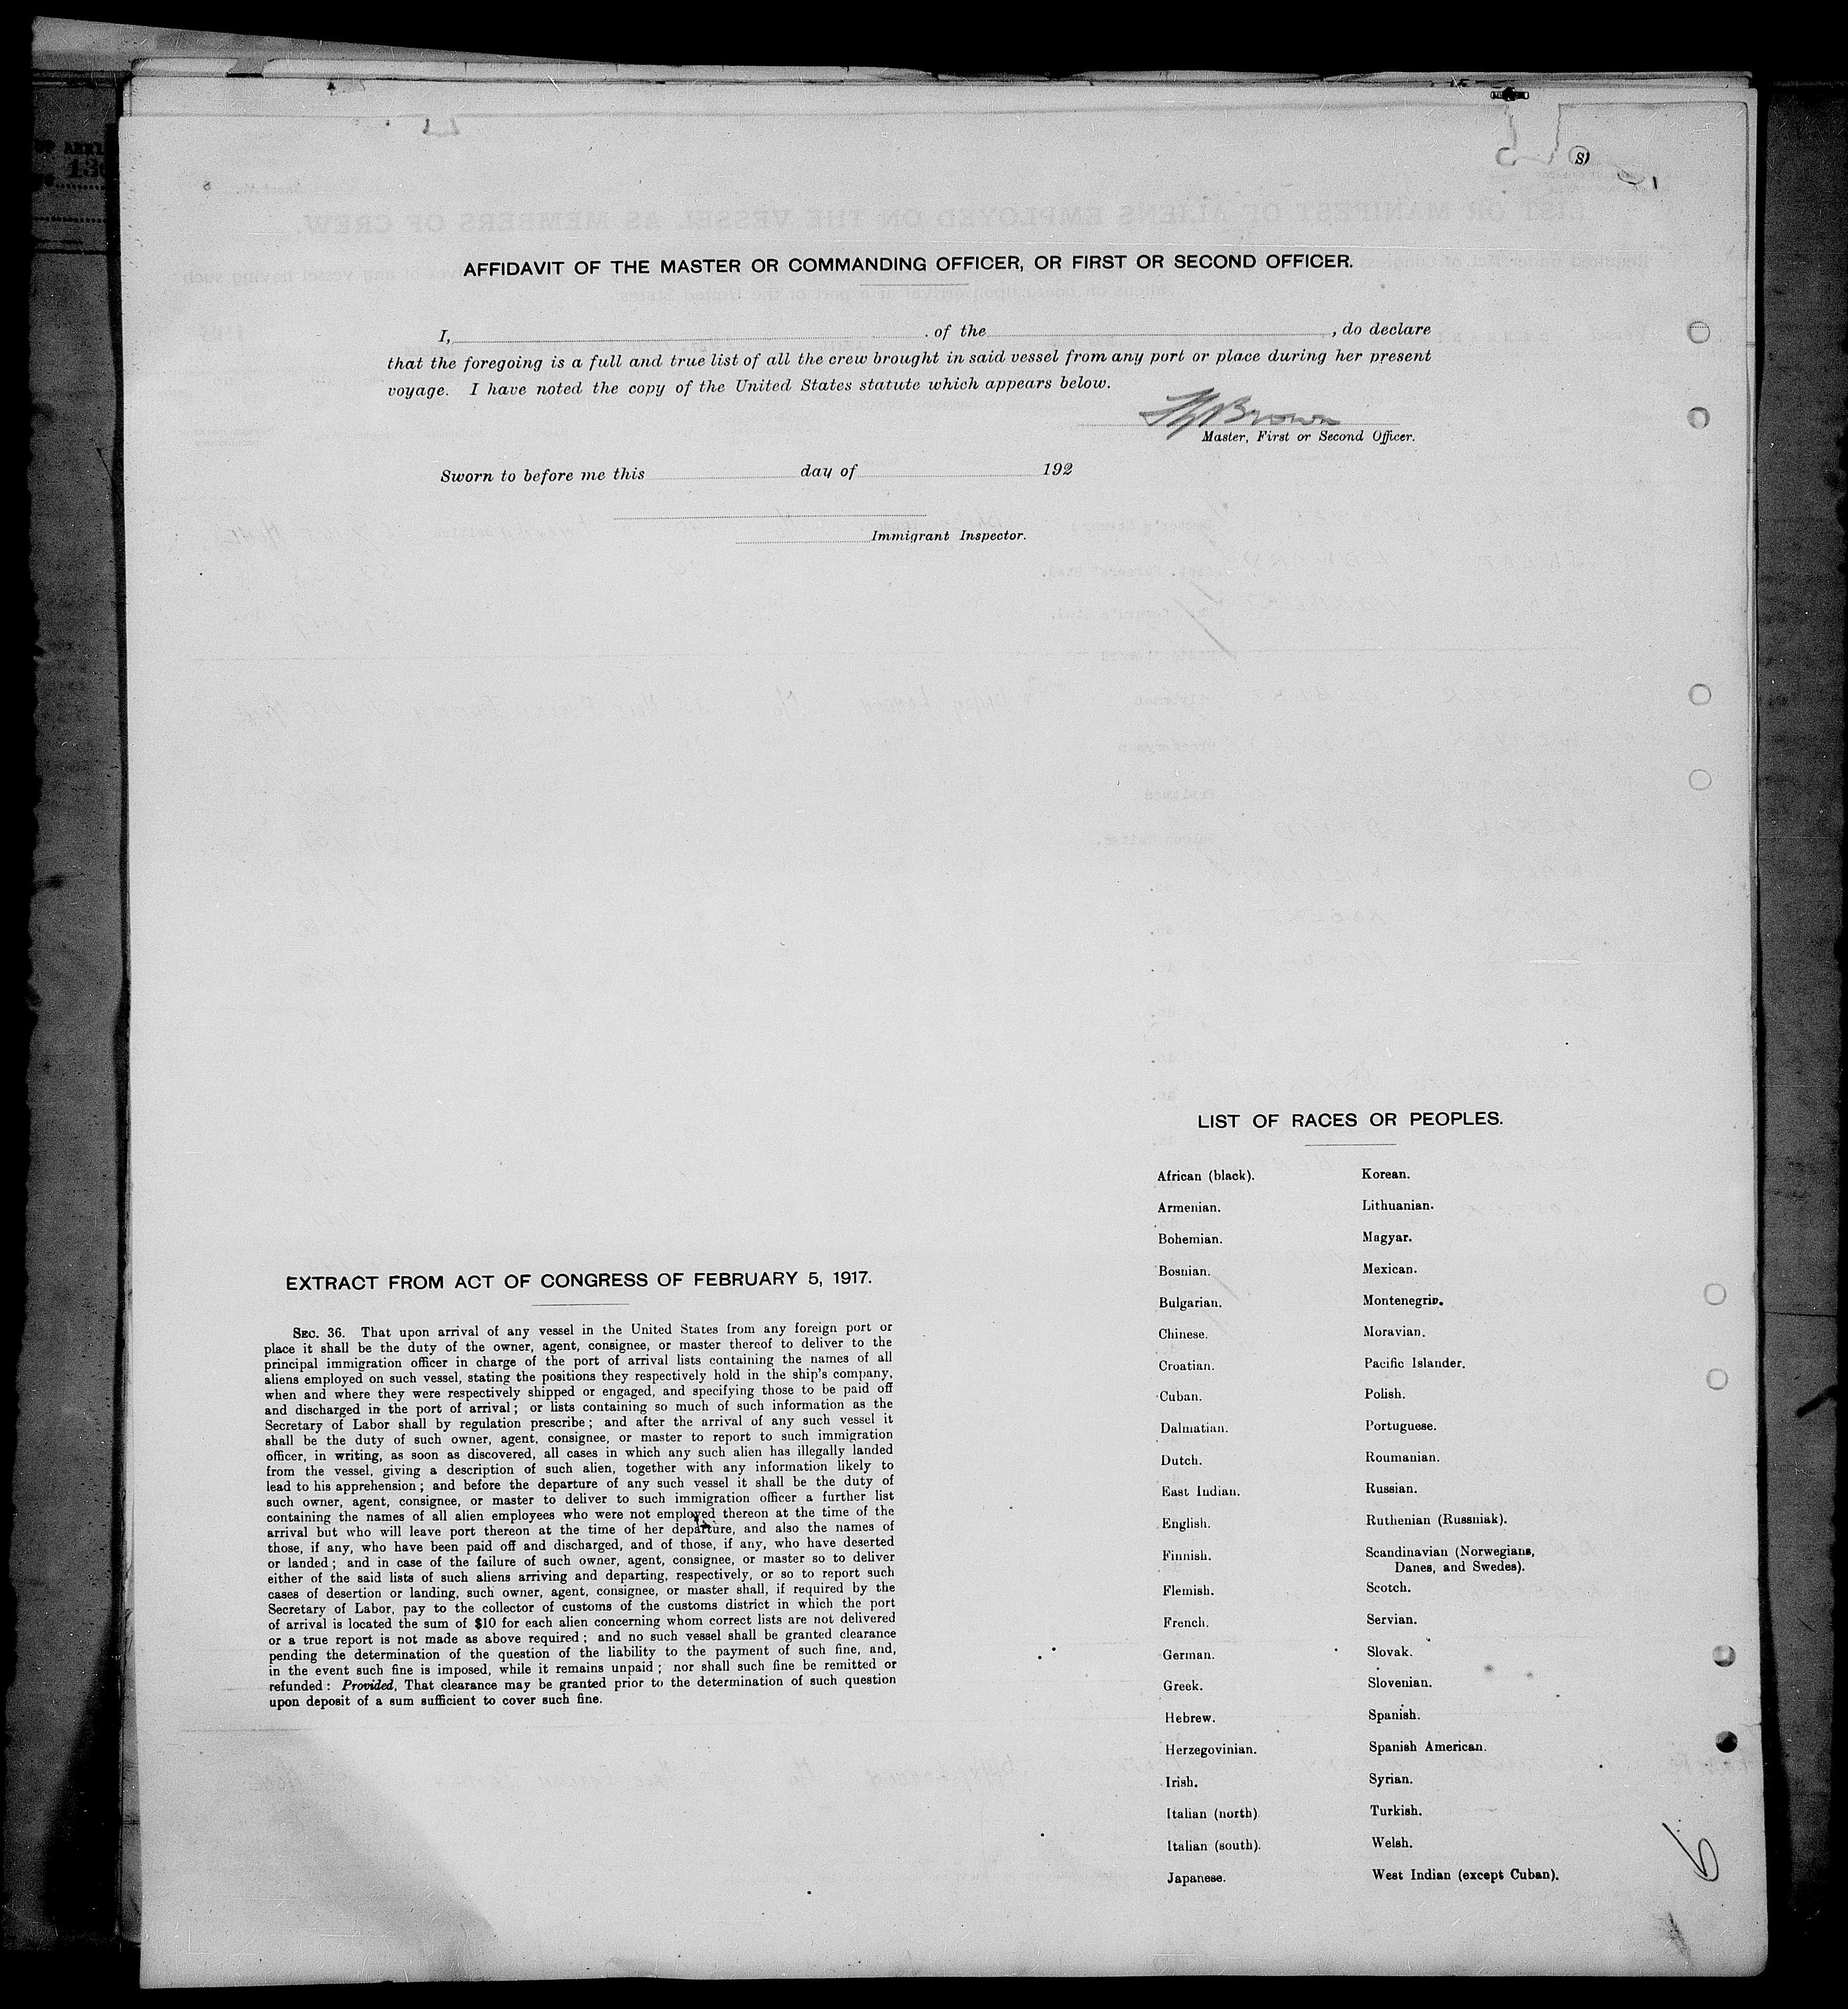 AFFIDAVIT OF THE MASTER OR COMMANDING OFFICER, OR FIRST OR SECOND OFFICER.
I, of the , do declare
that the foregoing is a full and true list of all the crew brought in said vessel from any port or place during her present
voyage. I have noted the copy of the United States statute which appears below.
Brown
Master, First or Second Officer.
Sworn to before me this day of 192
Immigrant Inspector.
EXTRACT FROM ACT OF CONGRESS OF FEBRUARY 5, 1917.
SEC. 36. That upon arrival of any vessel in the United States from any foreign port or
place it shall be the duty of the owner, agent, consignee, or master thereof to deliver to the
principal immigration officer in charge of the port of arrival lists containing the names of all
aliens employed on such vessel, stating the positions they respectively hold in the ship's company,
when and where they were respectively shipped or engaged, and specifying those to be paid off
and discharged in the port of arrival; or lists containing so much of such information as the
Secretary of Labor shall by regulation prescribe; and after the arrival of any such vessel it
shall be the duty of such owner, agent, consignee, or master to report to such immigration
officer, in writing, as soon as discovered, all cases in which any such alien has illegally landed
from the vessel, giving a description of such alien, together with any information likely to
lead to his apprehension; and before the departure of any such vessel it shall be the duty of
such owner, agent, consignee, or master to deliver to such immigration officer a further list
containing the names of all alien employees who were not employed thereon at the time of the
arrival but who will leave port thereon at the time of her departure, and also the names of
those, if any, who have been paid off and discharged, and of those, if any, who have deserted
or landed; and in case of the failure of such owner, agent, consignee, or master so to deliver
either of the said lists of such aliens arriving and departing, respectively, or so to report such
cases of desertion or landing, such owner, agent, consignee, or master shall, if required by the
Secretary of Labor, pay to the collector of customs of the customs district in which the port
of arrival is located the sum of $10 for each alien concerning whom correct lists are not delivered
or a true report is not made as above required; and no such vessel shall be granted clearance
pending the determination of the question of the liability to the payment of such fine, and,
in the event such fine is imposed, while it remains unpaid; nor shall such fine be remitted or
refunded: Provided, That clearance may be granted prior to the determination of such question
upon deposit of a sum sufficient to cover such fine.
LIST OF RACES OR PEOPLES.
African (black). Korean.
Armenian. Lithuanian.
Bohemian. Magyar.
Bosnian. Mexican.
Bulgarian. Montenegrin.
Chinese. Moravian.
Croatian. Pacific Islander.
Cuban. Polish.
Dalmatian. Portuguese.
Dutch. Roumanian.
East Indian. Russian.
English. Ruthenian (Russniak).
Finnish. Scandinavian (Norwegians,
Danes, and Swedes).
Flemish. Scotch.
French. Servian.
German. Slovak.
Greek. Slovenian.
Hebrew. Spanish.
Herzegovinian. Spanish American.
Irish. Syrian.
Italian (north) Turkish.
Italian (south). Welsh.
Japanese. West Indian (except Cuban).